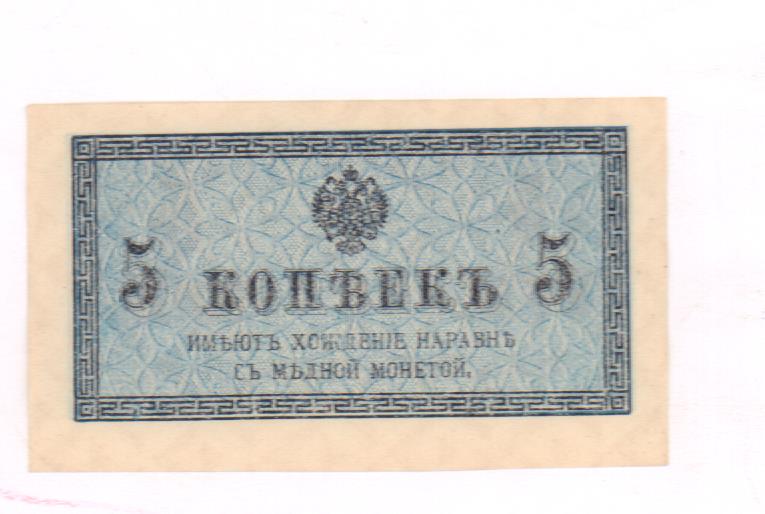 5 КОПѢЕКЪ 5
ИМѢЮТЪ ХОЖДЕНІЕ НАРАВНѢ
СЪ МѢДНОЙ МОНЕТОЙ.